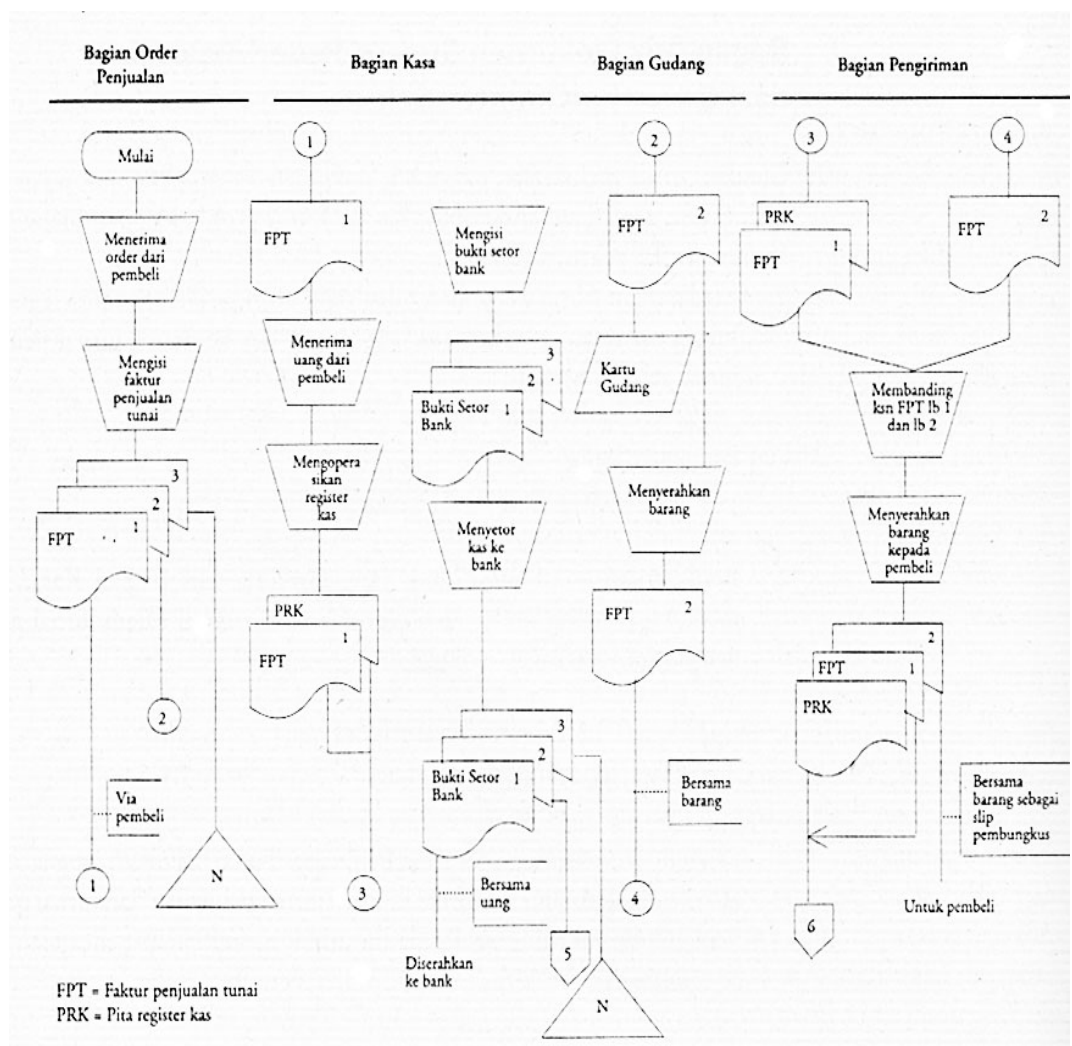 Bagian Order
Penjualan
Bagian Kasa
Bagian Gudang
Bagian Pengiriman
Mulai
Menerima
order dari
pembeli
Mengisi
faktur
penjualan
tunai
3
2
1
FPT
2
Via
pembeli
1
N
1
1
FPT
Menerima
uang dari
pembeli
Mengopera
sikan
register
kas
PRK
1
FPT
3
Mengisi
bukti setor
bank
3
2
Bukti Setor 1
Bank
Menyetor
kas ke
bank
3
2
Bukti Setor 1
Bank
Bersama
uang
5
Diserahkan
ke bank
N
2
2
FPT
Kartu
Gudang
Menyerahkan
barang
2
FPT
Bersama
barang
4
3
4
PRK
1
FPT
2
FPT
Membanding
ksn FPT lb 1
dan lb 2
Menyerahkan
barang
kepada
pembeli
2
FPT 1
PRK
Bersama
barang sebagai
slip
pembungkus
Untuk pembeli
6
FPT = Faktur penjualan tunai
PRK = Pita register kas